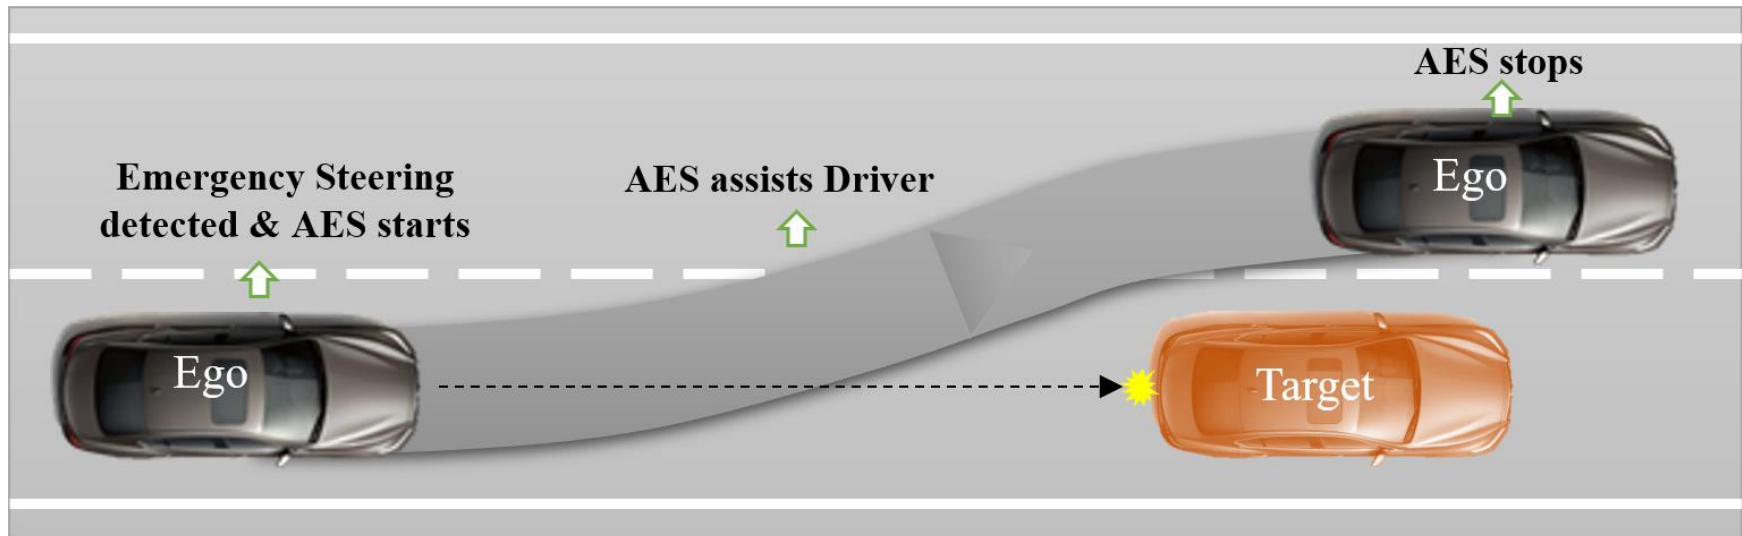 AES stops
Ego
Emergency Steering
detected & AES starts
AES assists Driver
Ego
Target